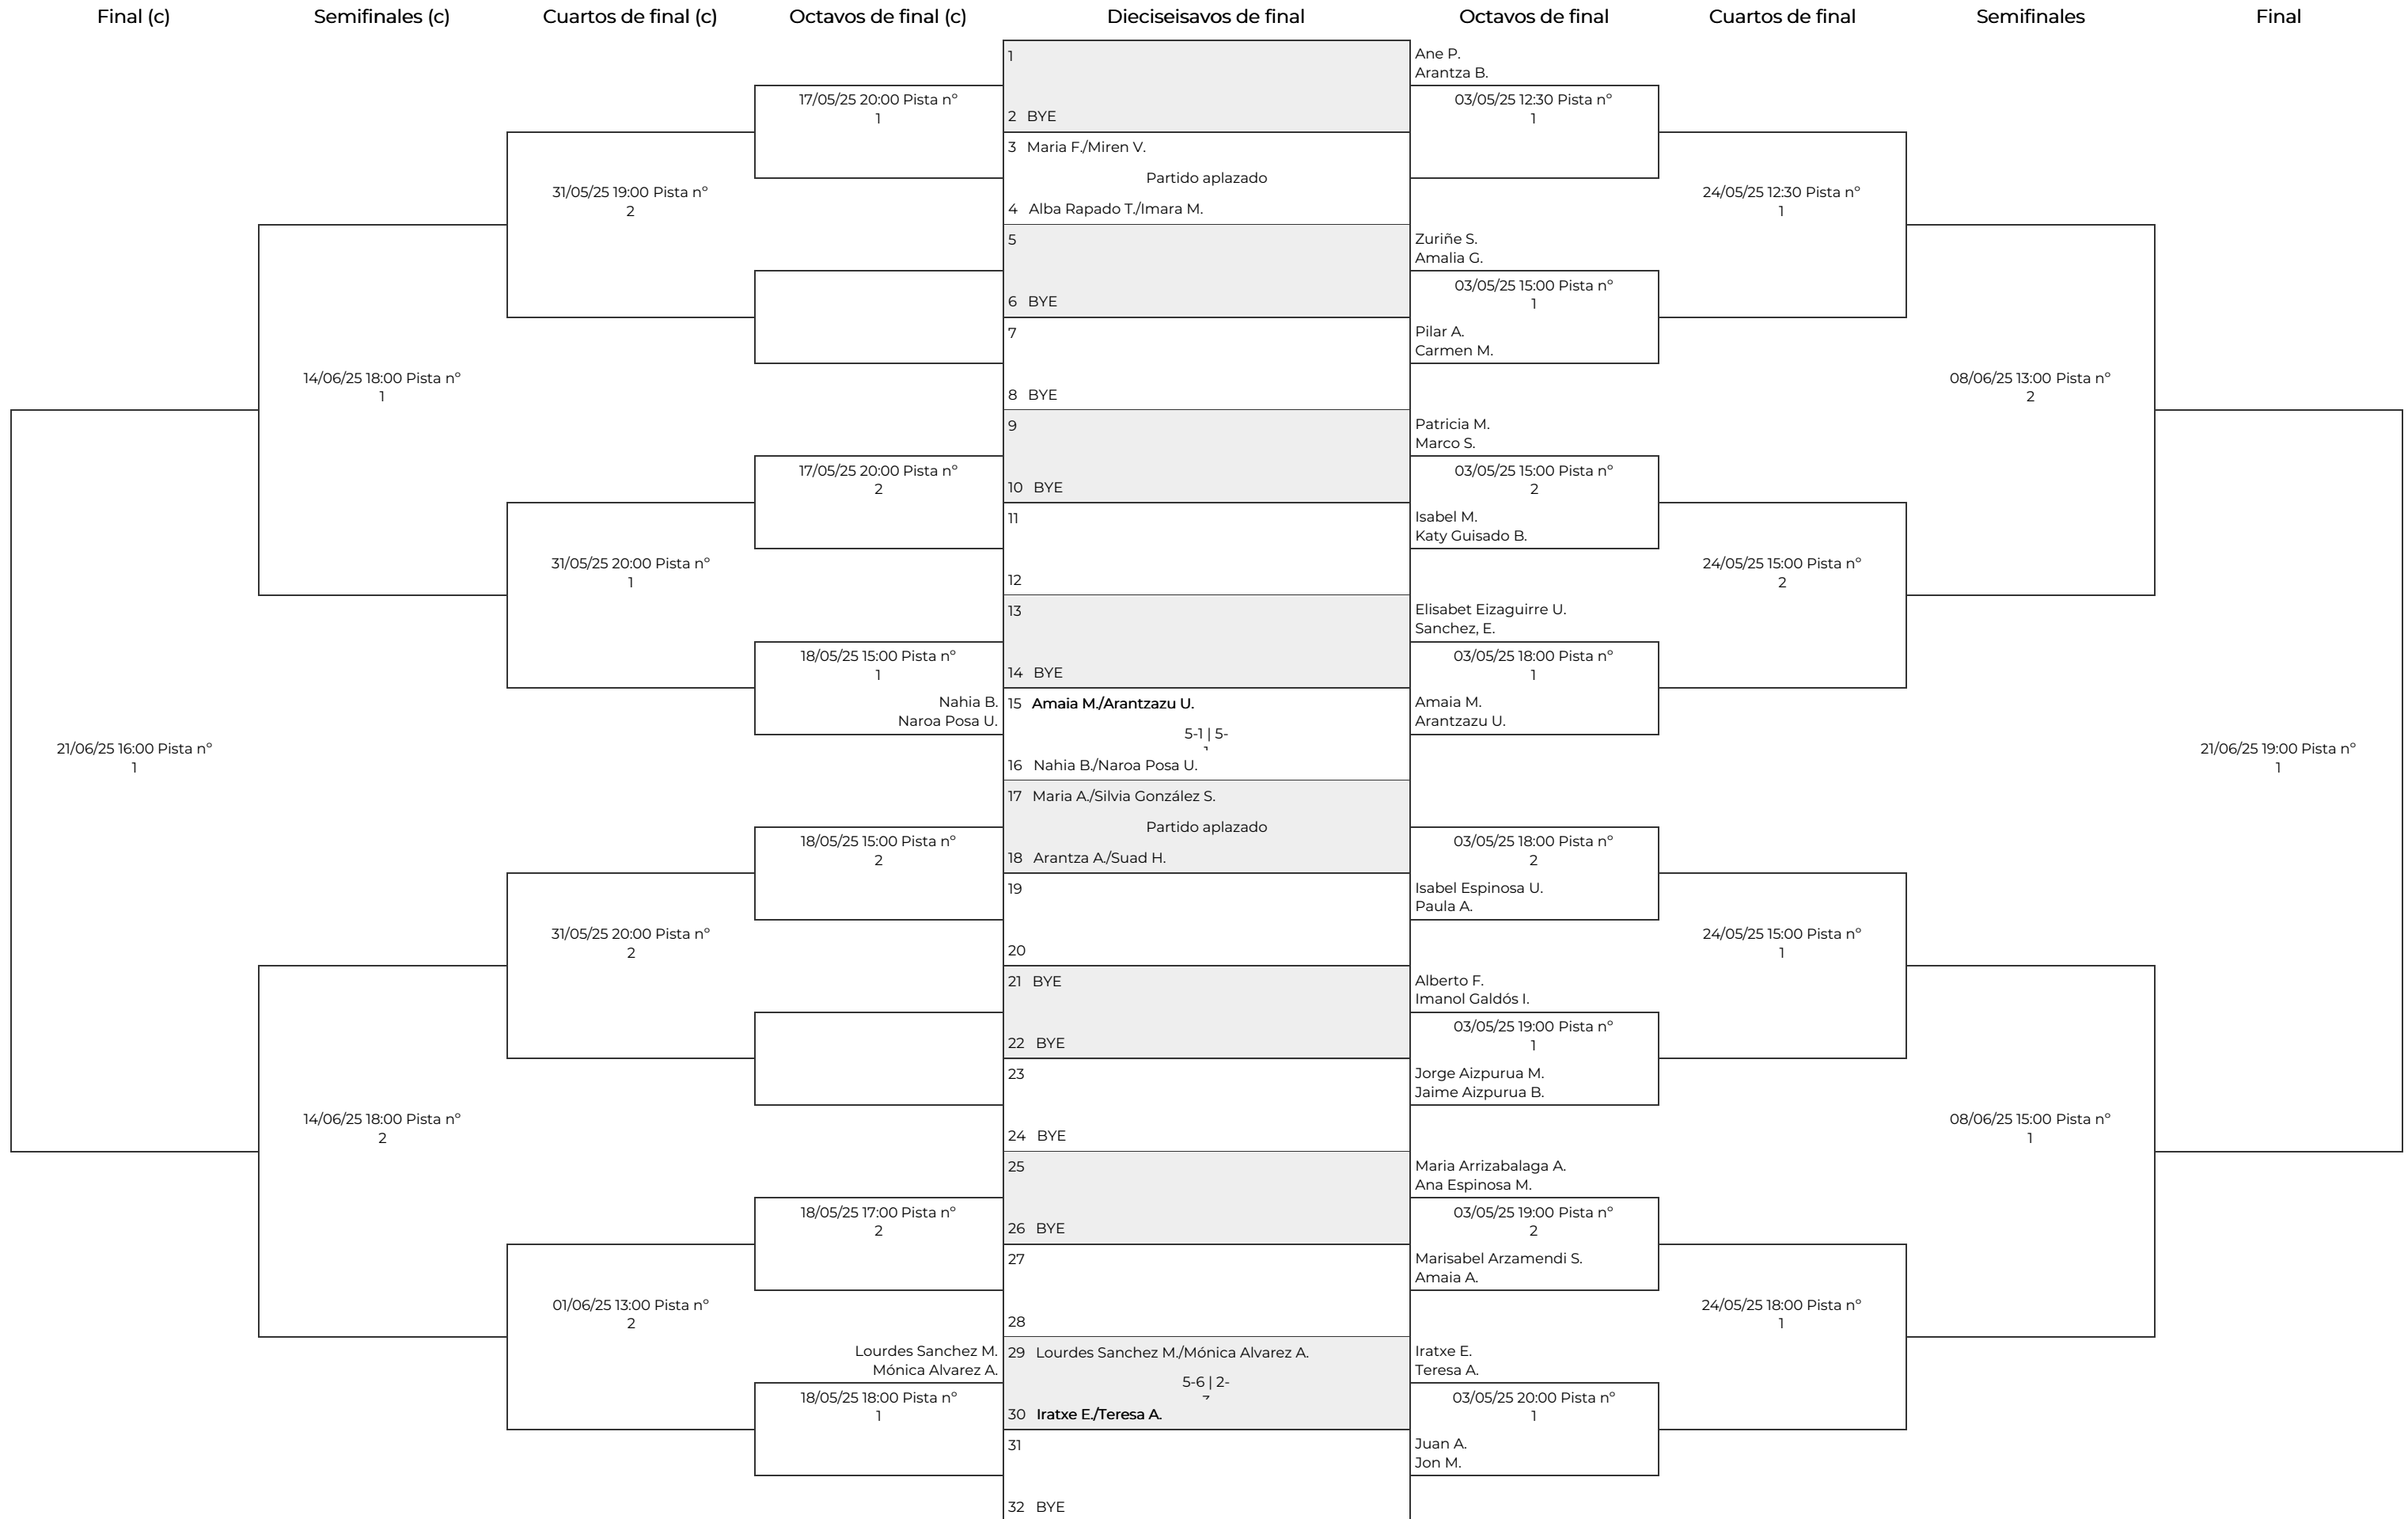 Final (c)
Semifinales (c)
Cuartos de final (c)
Octavos de final (c)
Dieciseisavos de final
Octavos de final
Cuartos de final
Semifinales
Final
21/06/25 16:00 Pista nº
1
14/06/25 18:00 Pista nº
1
14/06/25 18:00 Pista nº
2
31/05/25 19:00 Pista nº
2
31/05/25 20:00 Pista nº
1
31/05/25 20:00 Pista nº
2
01/06/25 13:00 Pista nº
2
17/05/25 20:00 Pista nº
1
17/05/25 20:00 Pista nº
2
18/05/25 15:00 Pista nº
1
Nahia B.
Naroa Posa U.
18/05/25 15:00 Pista nº
2
18/05/25 17:00 Pista nº
2
Lourdes Sanchez M.
Mónica Alvarez A.
18/05/25 18:00 Pista nº
1
1
2 BYE
3 Maria F./Miren V.
Partido aplazado
4 Alba Rapado T./Imara M.
5
6 BYE
7
8 BYE
9
10 BYE
11
12
13
14 BYE
15 Amaia M./Arantzazu U.
5-1 | 5-
16 Nahia B./Naroa Posa U.
17 Maria A./Silvia González S.
Partido aplazado
18 Arantza A./Suad H.
19
20
21 BYE
22 BYE
23
24 BYE
25
26 BYE
27
28
29 Lourdes Sanchez M./Mónica Alvarez A.
5-6 | 2-
30 Iratxe E./Teresa A.
31
32 BYE
Ane P.
Arantza B.
03/05/25 12:30 Pista nº
1
Zuriñe S.
Amalia G.
03/05/25 15:00 Pista nº
1
Pilar A.
Carmen M.
Patricia M.
Marco S.
03/05/25 15:00 Pista nº
2
Isabel M.
Katy Guisado B.
Elisabet Eizaguirre U.
Sanchez, E.
03/05/25 18:00 Pista nº
1
Amaia M.
Arantzazu U.
03/05/25 18:00 Pista nº
2
Isabel Espinosa U.
Paula A.
Alberto F.
Imanol Galdós I.
03/05/25 19:00 Pista nº
1
Jorge Aizpurua M.
Jaime Aizpurua B.
Maria Arrizabalaga A.
Ana Espinosa M.
03/05/25 19:00 Pista nº
2
Marisabel Arzamendi S.
Amaia A.
Iratxe E.
Teresa A.
03/05/25 20:00 Pista nº
1
Juan A.
Jon M.
24/05/25 12:30 Pista nº
1
24/05/25 15:00 Pista nº
2
24/05/25 15:00 Pista nº
1
24/05/25 18:00 Pista nº
1
08/06/25 13:00 Pista nº
2
08/06/25 15:00 Pista nº
1
21/06/25 19:00 Pista nº
1